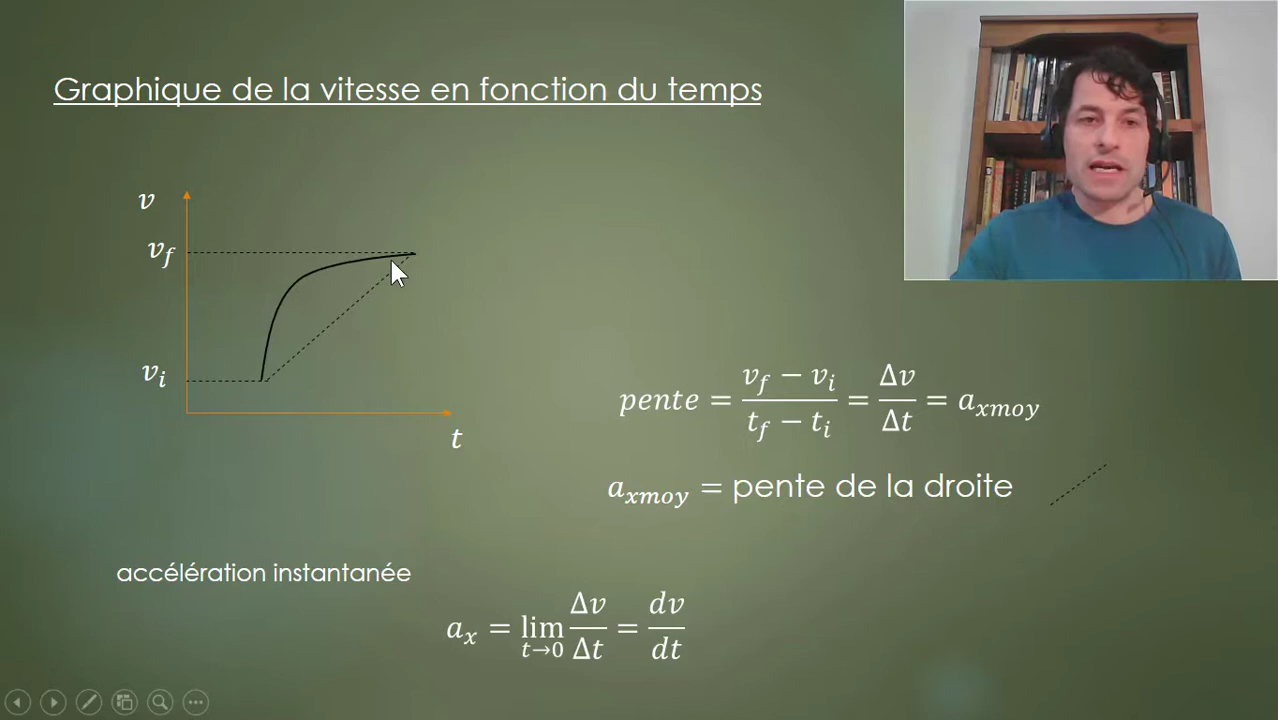 Graphique de la vitesse en fonction du temps
v
v_f
v_i
t
pente = (v_f − v_i)/(t_f − t_i) = Δv/Δt = a_xmoy
a_xmoy = pente de la droite
accélération instantanée
a_x = lim_{t→0} Δv/Δt = dv/dt